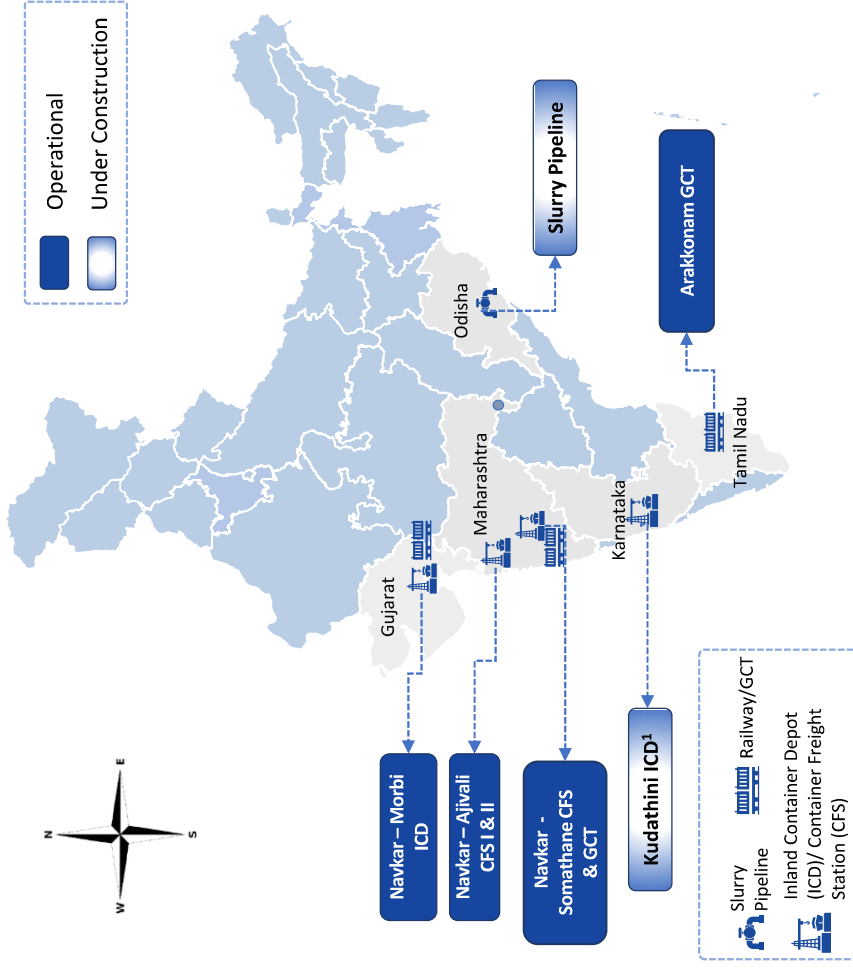 Operational
Under Construction
N
E
S
W
Gujarat
Maharashtra
Odisha
Karnataka
Tamil Nadu
Navkar – Morbi
ICD
Navkar – Ajivali
CFS I & II
Navkar -
Somathane CFS
& GCT
Kudathini ICD¹
Slurry Pipeline
Arakkonam GCT
Slurry
Pipeline
Railway/GCT
Inland Container Depot
(ICD)/ Container Freight
Station (CFS)